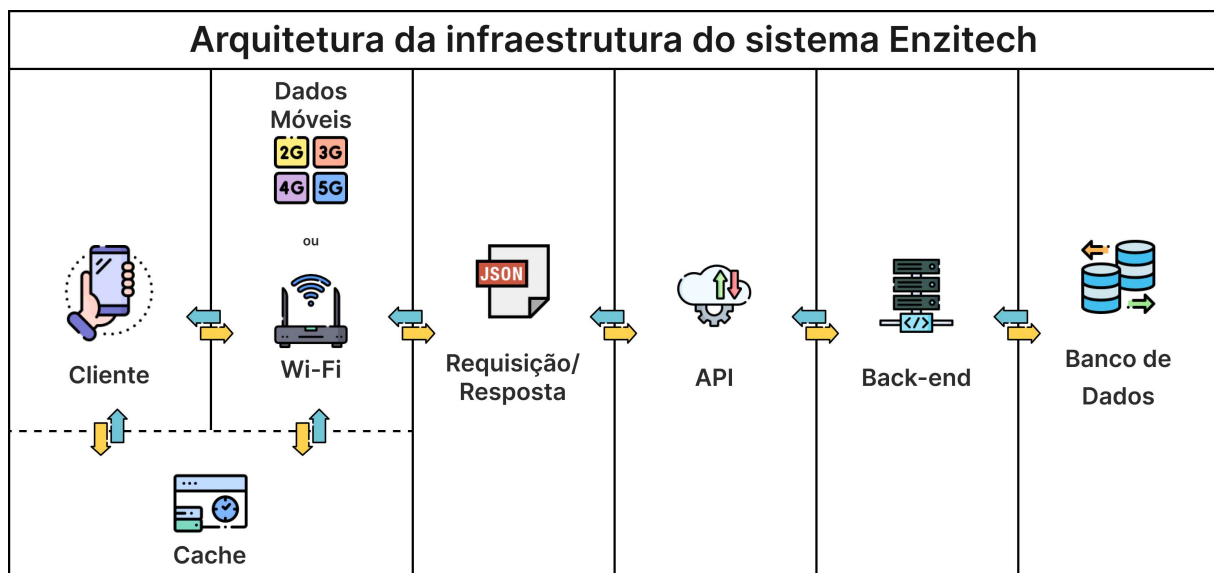 Arquitetura da infraestrutura do sistema Enzitech
Dados
Móveis
2G 3G
4G 5G
ou
Wi-Fi
Cliente
Cache
JSON
Requisição/
Resposta
API
</>
Back-end
Banco de
Dados